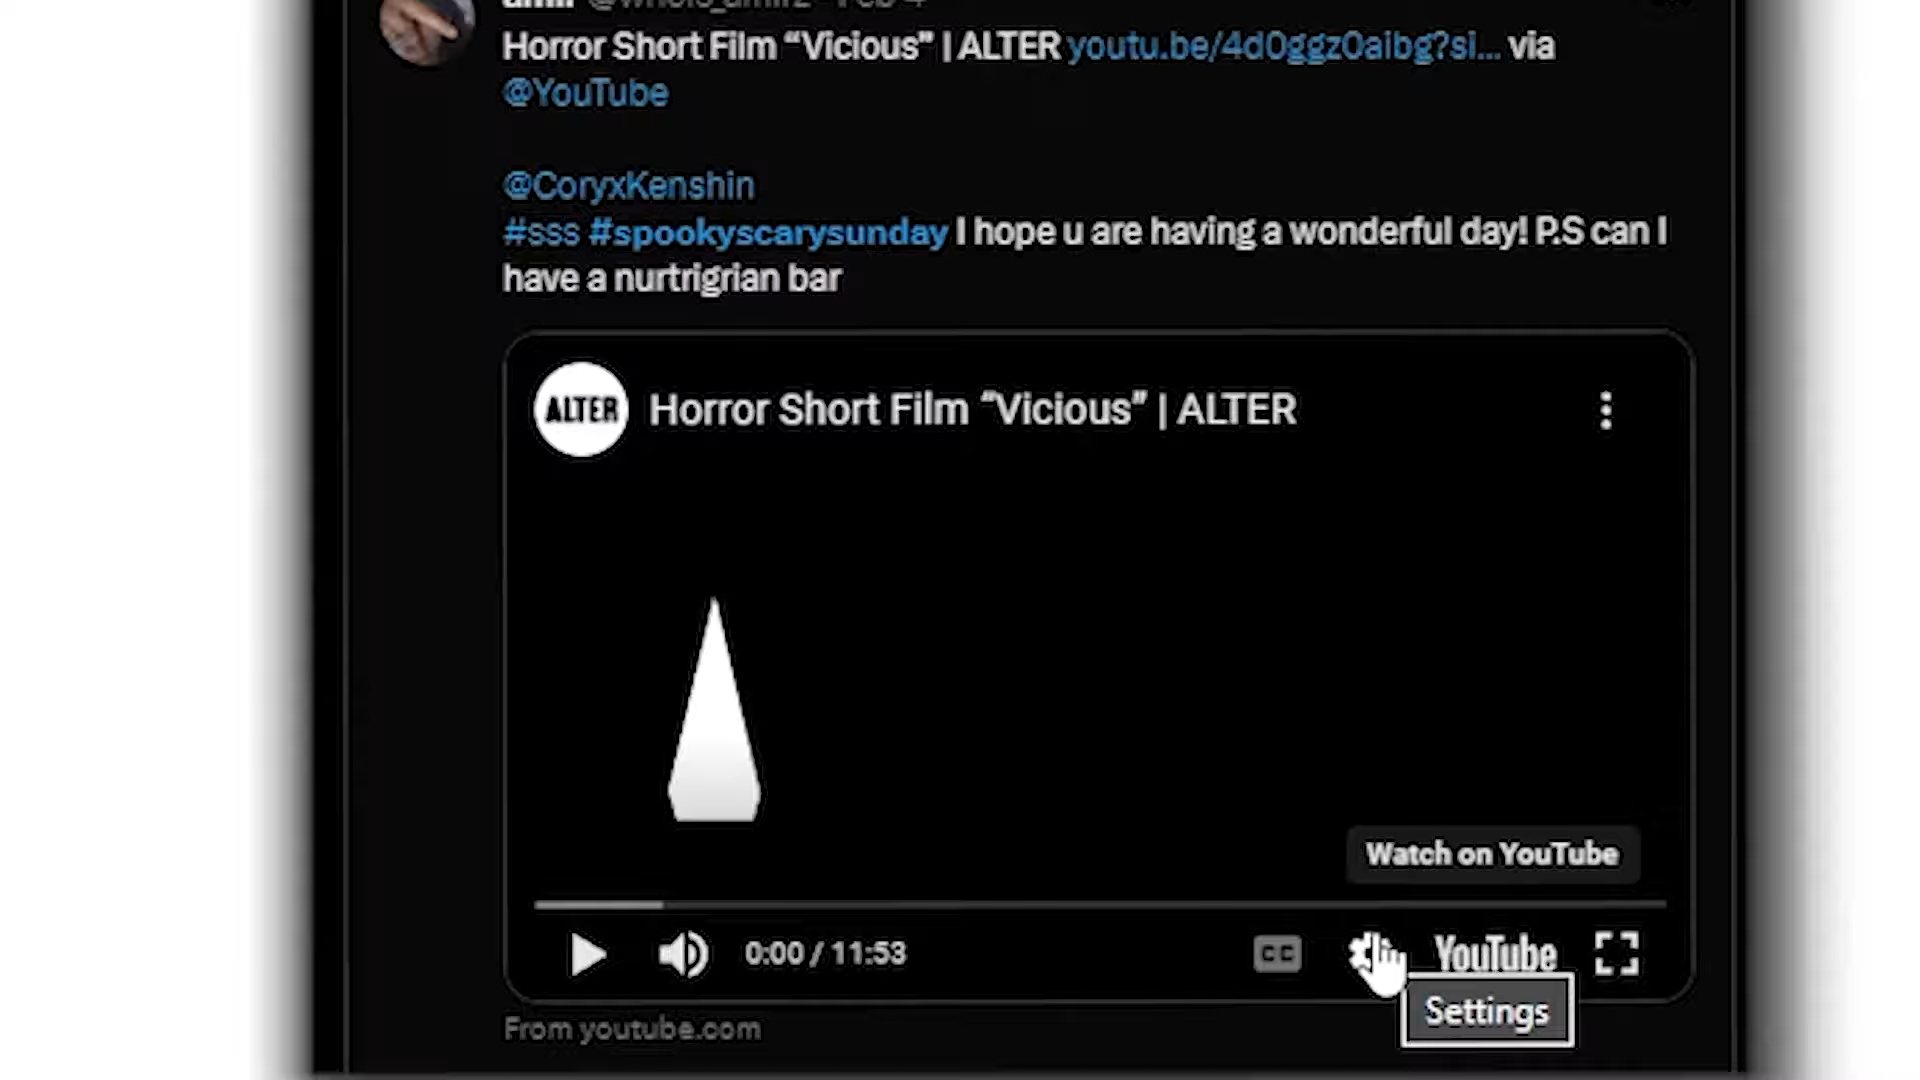 Horror Short Film “Vicious” | ALTER youtu.be/4d0ggz0aibg?si... via
@YouTube
@CoryxKenshin
#sss #spookyscarysunday I hope u are having a wonderful day! P.S can I
have a nurtrigrian bar
ALTER Horror Short Film “Vicious” | ALTER
Watch on YouTube
0:00 / 11:53 CC YouTube
Settings
From youtube.com